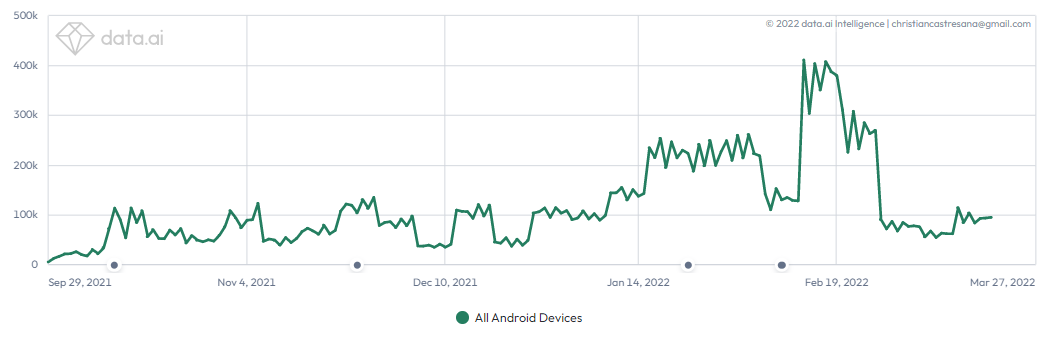 500k
© 2022 data.ai Intelligence | christiancastresana@gmail.com
data.ai
400k
300k
200k
100k
0
Sep 29, 2021 Nov 4, 2021 Dec 10, 2021 Jan 14, 2022 Feb 19, 2022 Mar 27, 2022
All Android Devices